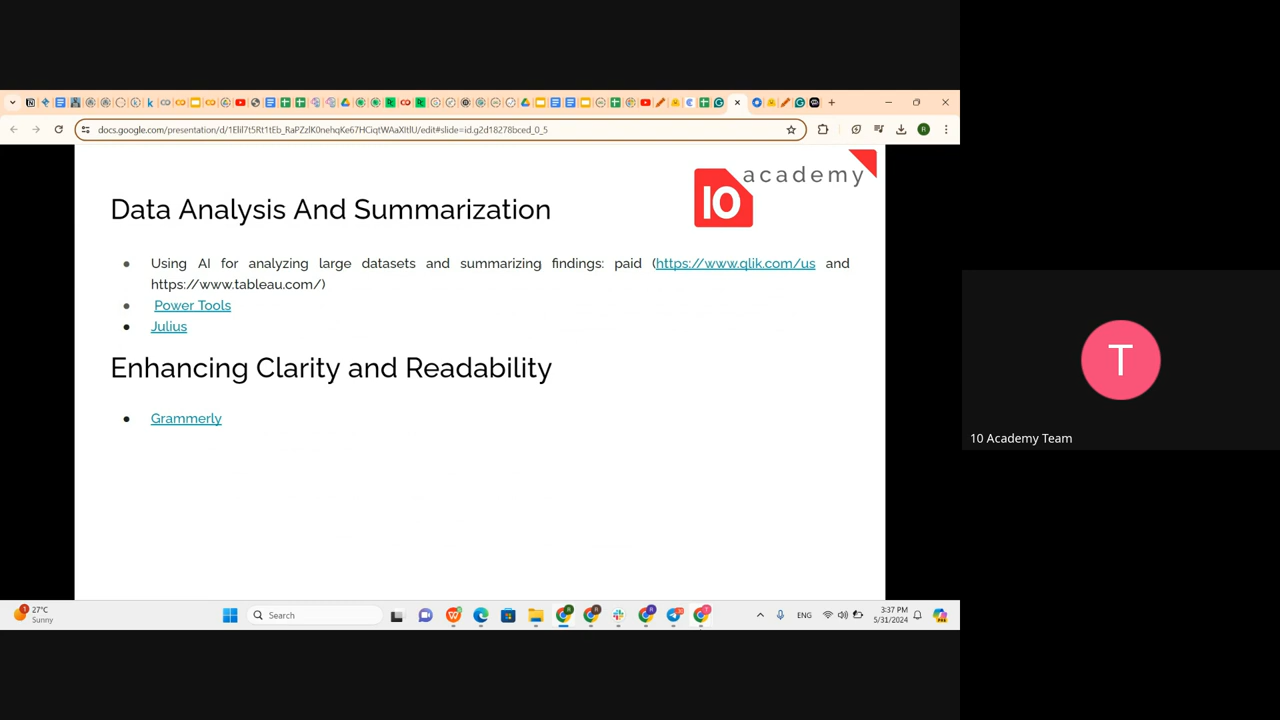 docs.google.com/presentation/d/1Elil7t5Rt1tEb_RaPZzlK0nehqKe67HCiqtWAaXItlU/edit#slide=id.g2d18278bced_0_5
10 academy
Data Analysis And Summarization
Using AI for analyzing large datasets and summarizing findings: paid (https://www.qlik.com/us and
https://www.tableau.com/)
Power Tools
Julius
Enhancing Clarity and Readability
Grammerly
T
10 Academy Team
27°C
Sunny
Search
ENG
3:37 PM
5/31/2024